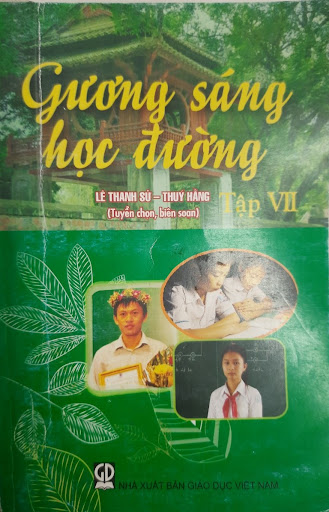 Gương sáng
học đường
LÊ THANH SỬ – THUÝ HẰNG
(Tuyển chọn, biên soạn)
Tập VII
GD
NHÀ XUẤT BẢN GIÁO DỤC VIỆT NAM